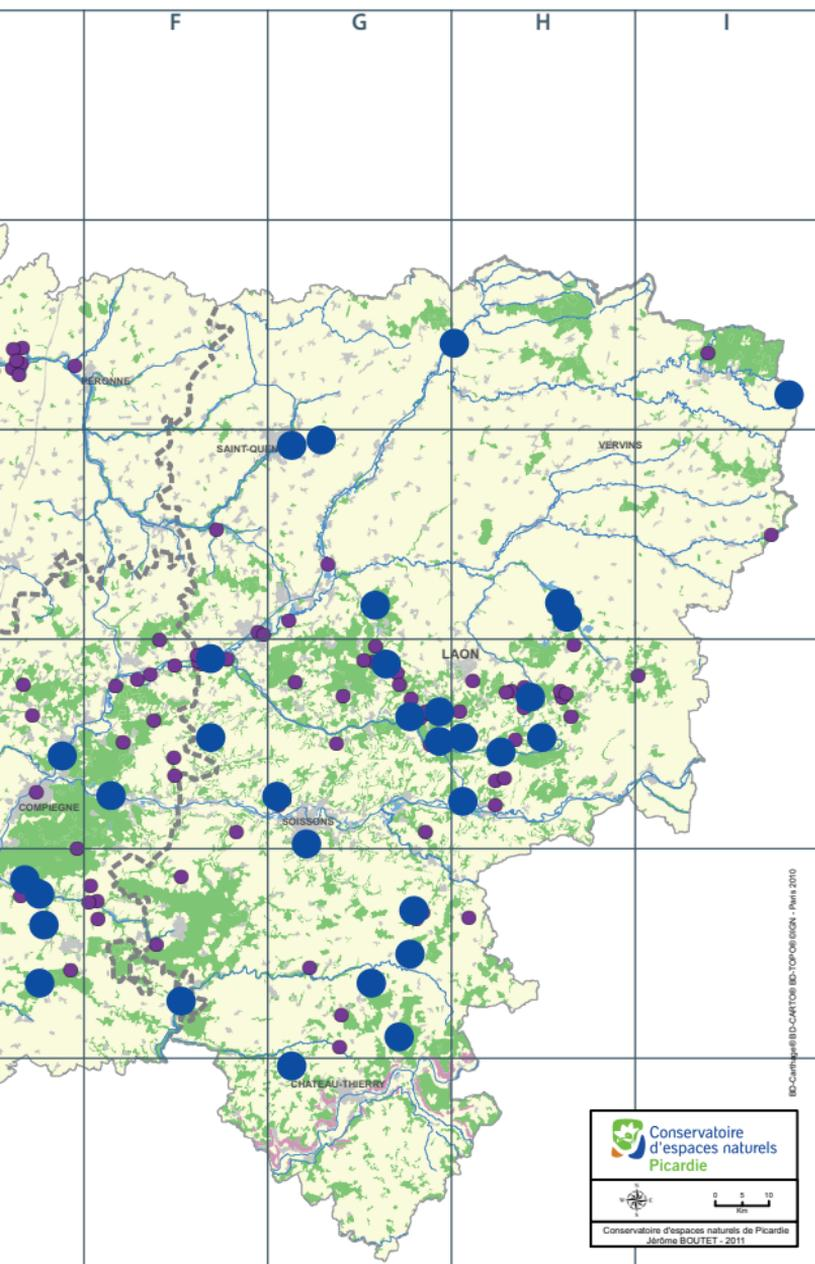 F G H I
PERONNE
SAINT-QUEN
VERVINS
LAON
COMPIEGNE
SOISSONS
CHATEAU-THIERRY
BD-Carthage®BD-CARTO® BD-TOPO®©IGN - Paris 2010
Conservatoire
d'espaces naturels
Picardie
N
W E
S
0 5 10
Km
Conservatoire d'espaces naturels de Picardie
Jérôme BOUTET - 2011